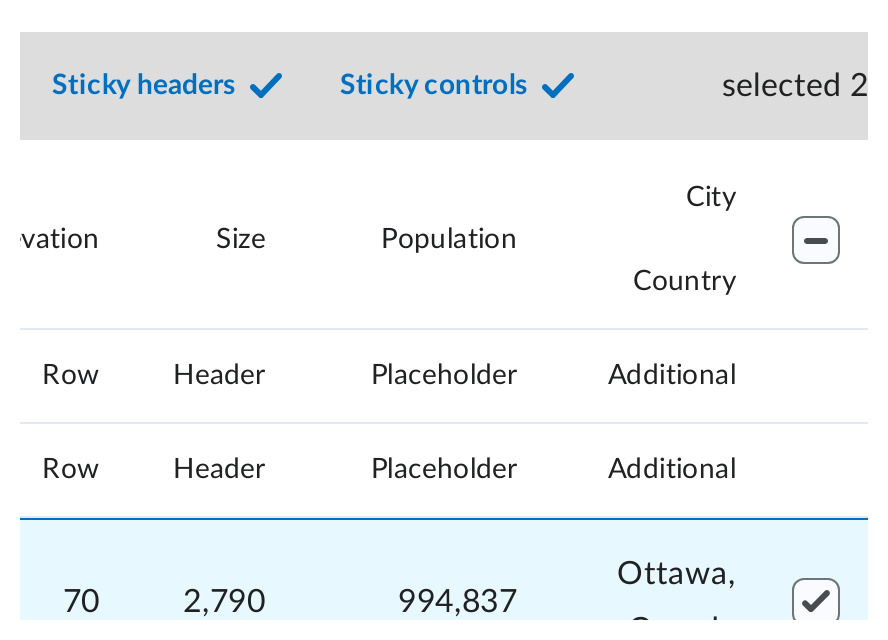 Sticky headers Sticky controls selected 2
City
vation Size Population
Country
Row Header Placeholder Additional
Row Header Placeholder Additional
Ottawa,
70 2,790 994,837